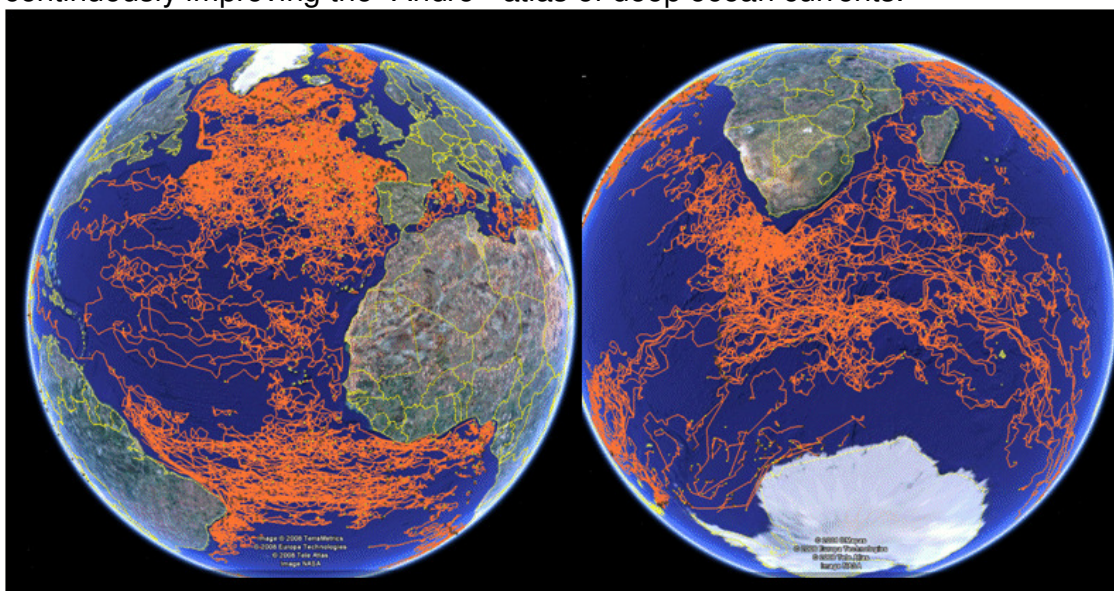 continuously improving the "Andro" atlas of deep ocean currents.
Image © 2008 TerraMetrics
© 2008 Europa Technologies
© 2008 Tele Atlas
Image NASA
© 2008 Europa Technologies
© 2008 Tele Atlas
Image NASA